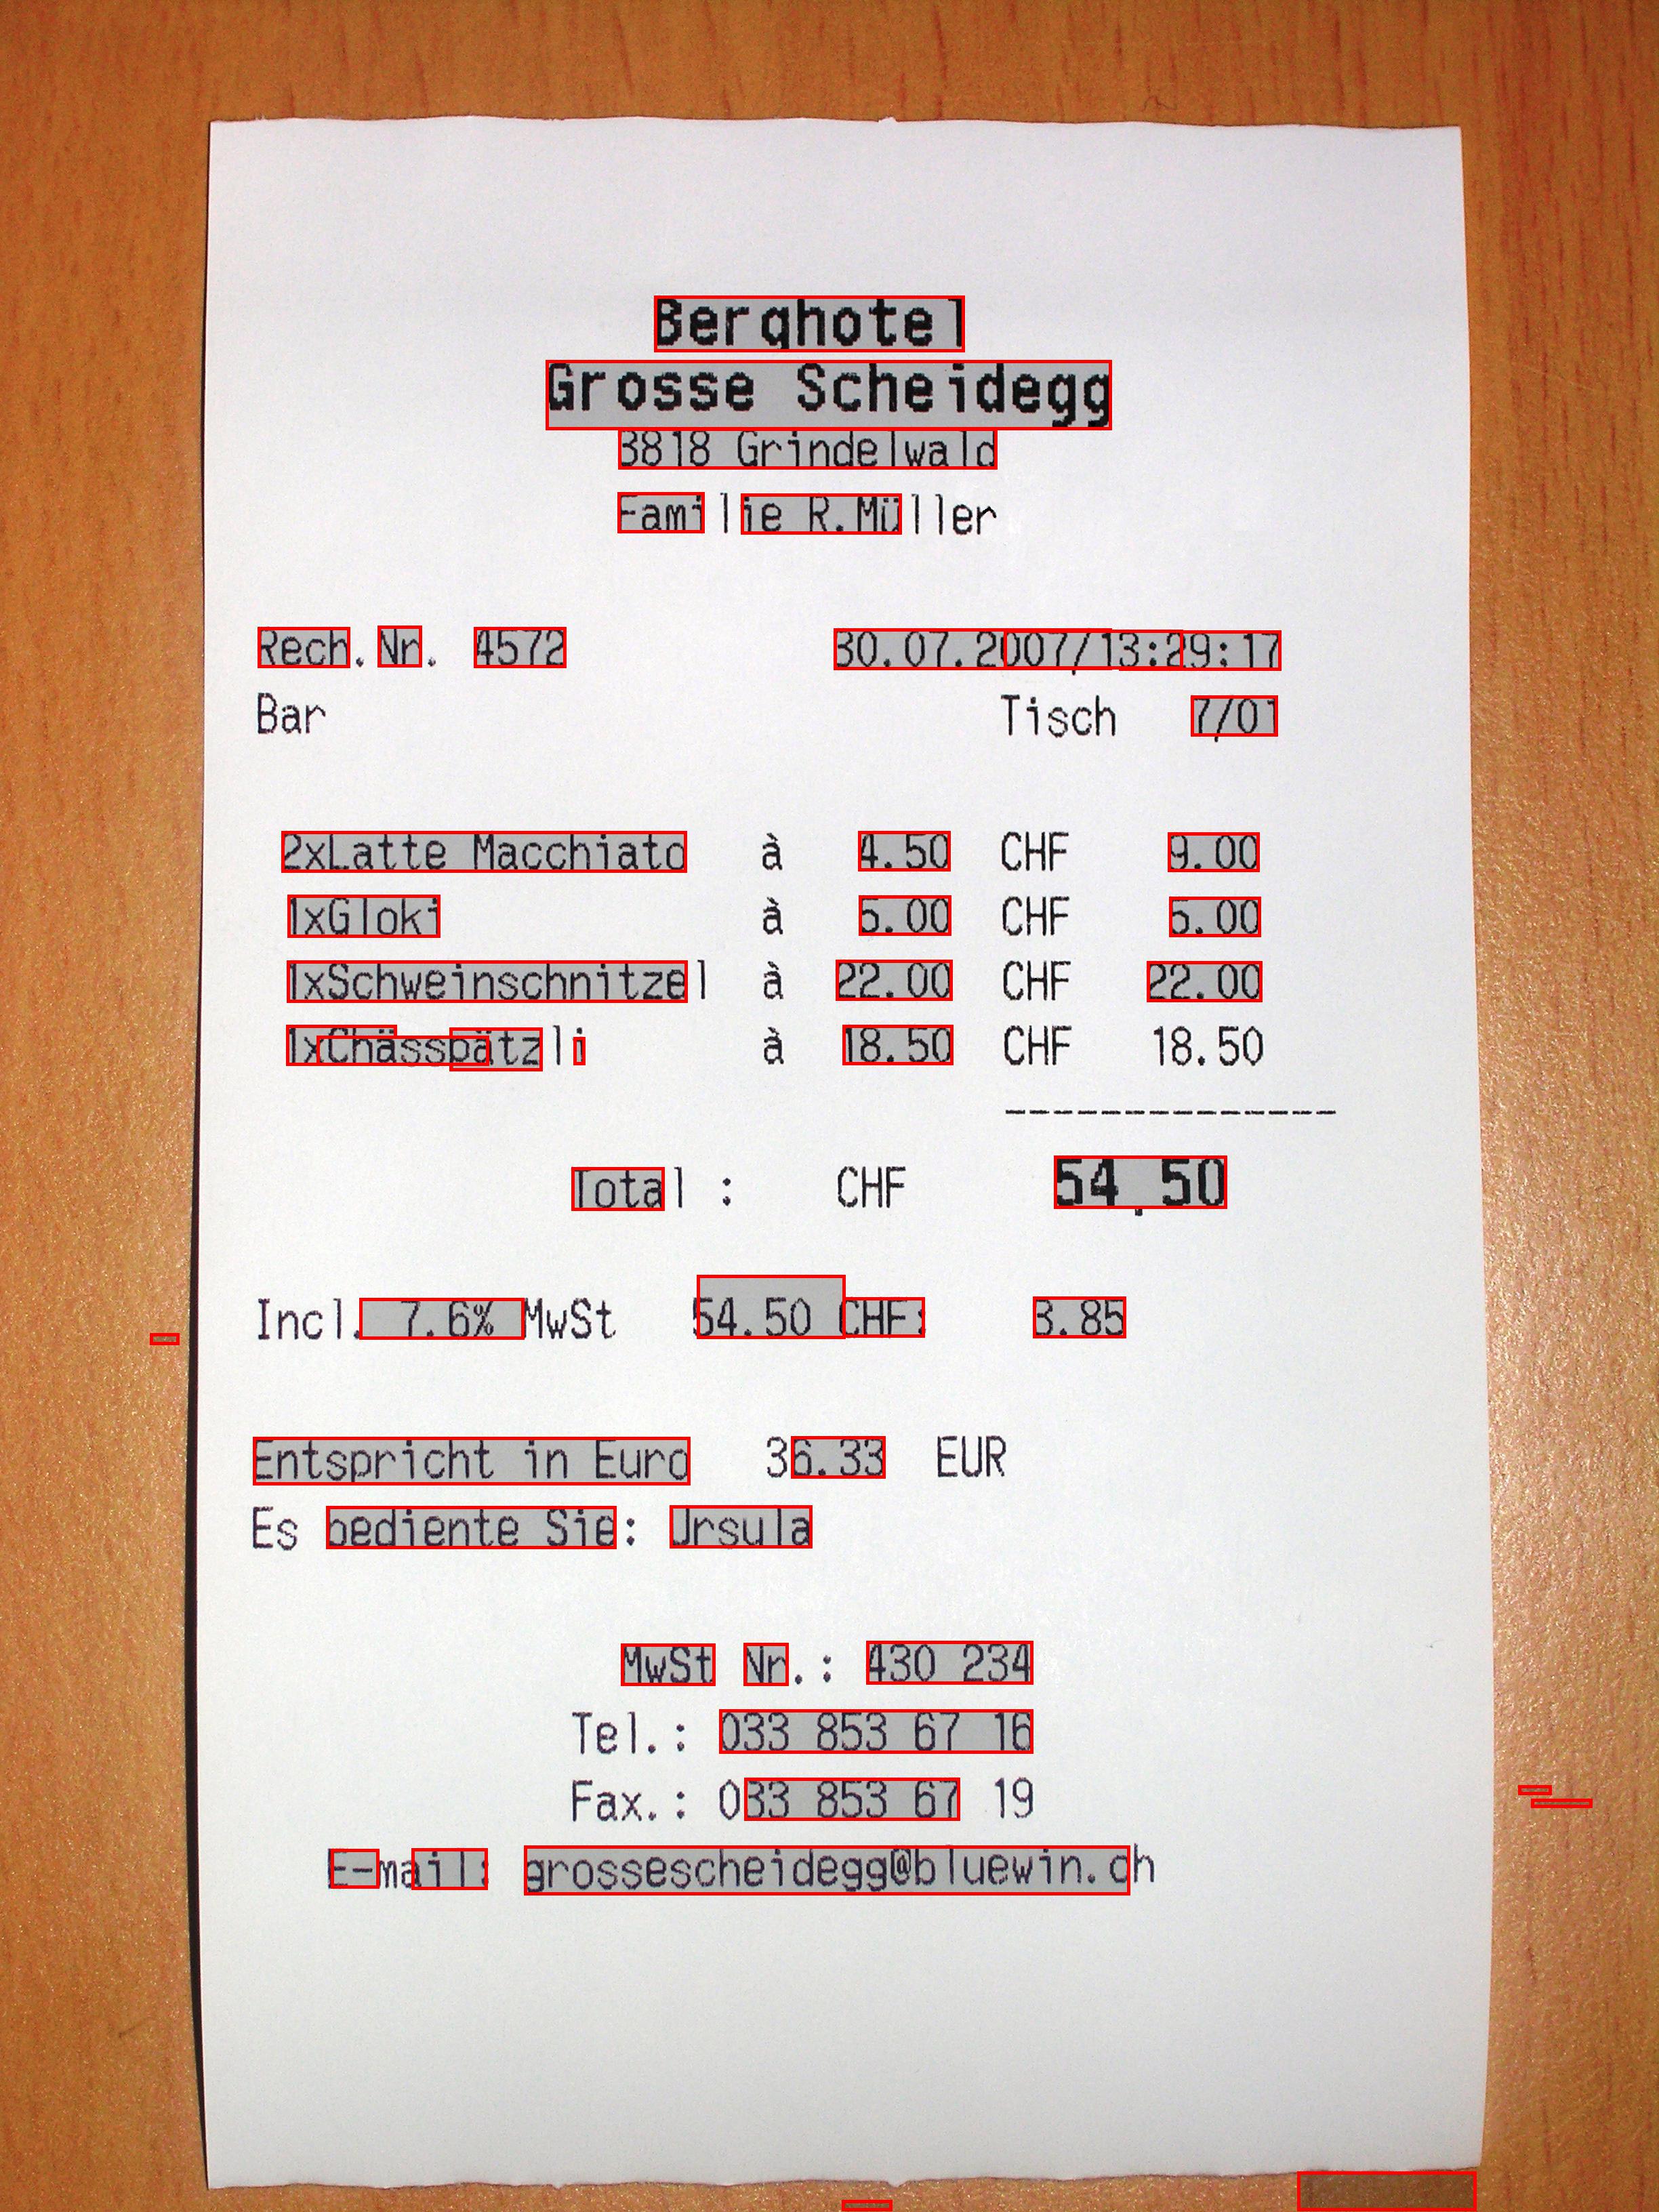 Berghotel
Grosse Scheidegg
3818 Grindelwald
Familie R.Müller
Rech.Nr. 4572 30.07.2007/13:29:17
Bar Tisch 7/01
2xLatte Macchiato à 4.50 CHF 9.00
1xGloki à 5.00 CHF 5.00
1xSchweinschnitzel à 22.00 CHF 22.00
1xChässpätzli à 18.50 CHF 18.50
--------------
Total : CHF 54.50
Incl. 7.6% MwSt 54.50 CHF: 3.85
Entspricht in Euro 36.33 EUR
Es bediente Sie: Ursula
MwSt Nr.: 430 234
Tel.: 033 853 67 16
Fax.: 033 853 67 19
E-mail: grossescheidegg@bluewin.ch